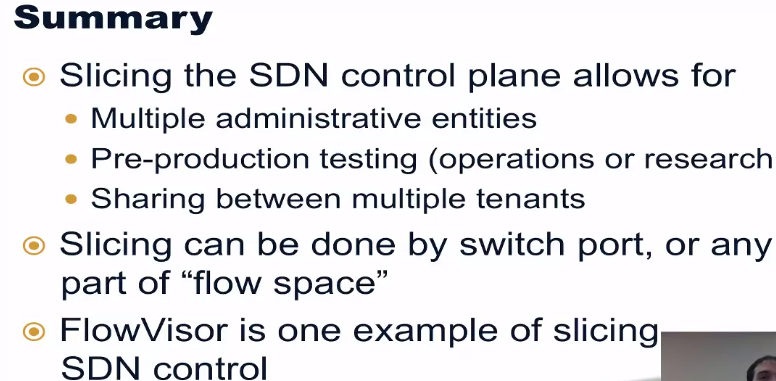 Summary
Slicing the SDN control plane allows for
Multiple administrative entities
Pre-production testing (operations or research
Sharing between multiple tenants
Slicing can be done by switch port, or any
part of “flow space”
FlowVisor is one example of slicing
SDN control